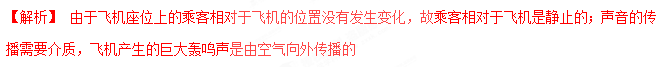 【解析】 由于飞机座位上的乘客相对于飞机的位置没有发生变化，故乘客相对于飞机是静止的；声音的传
播需要介质，飞机产生的巨大轰鸣声是由空气向外传播的